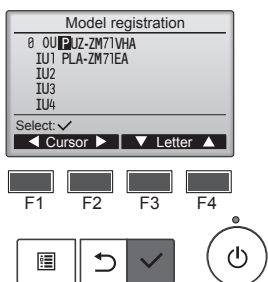 Model registration
0 OU PUZ-ZM71VHA
IU1 PLA-ZM71EA
IU2
IU3
IU4
Select:✓
◀ Cursor ▶ ▼ Letter ▲
F1 F2 F3 F4